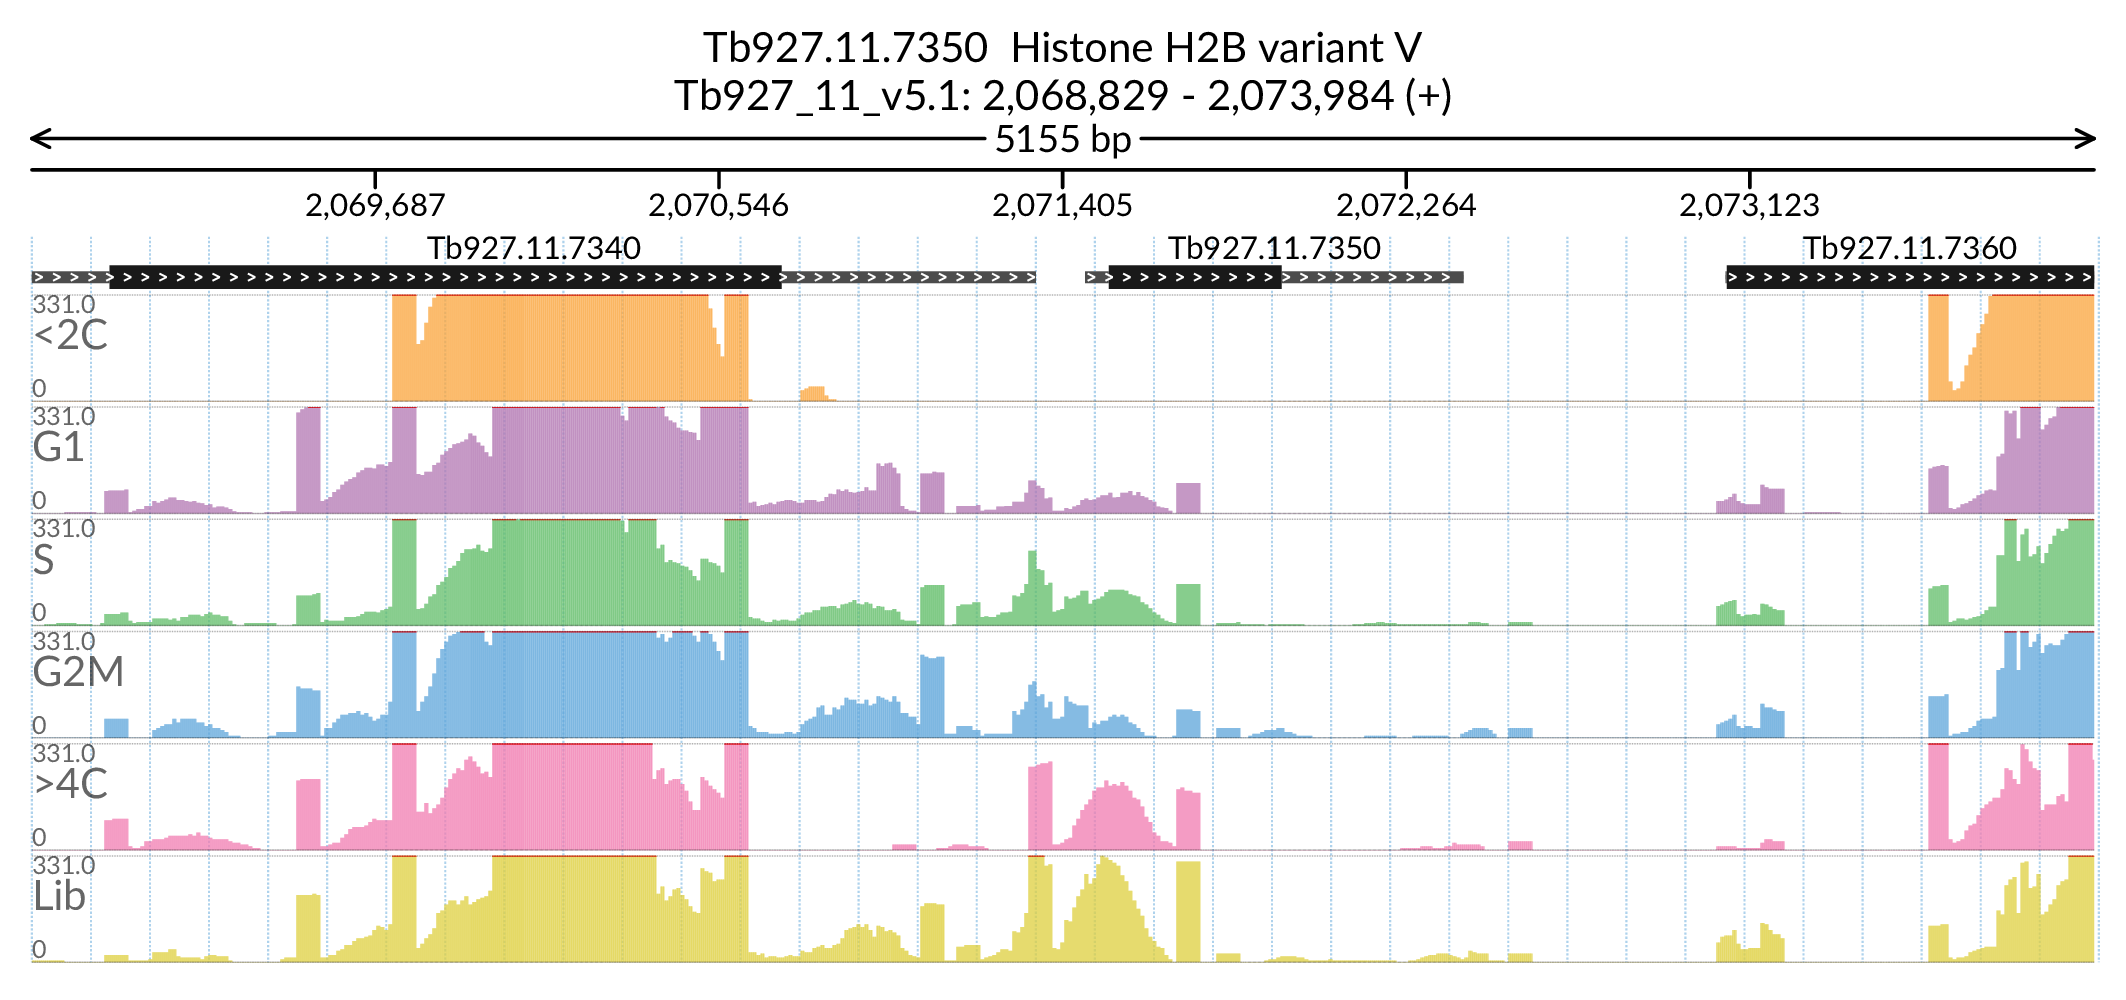 Tb927.11.7350  Histone H2B variant V
Tb927_11_v5.1: 2,068,829 - 2,073,984 (+)
5155 bp
2,069,687 2,070,546 2,071,405 2,072,264 2,073,123
Tb927.11.7340 Tb927.11.7350 Tb927.11.7360
331.0
<2C
0
331.0
G1
0
331.0
S
0
331.0
G2M
0
331.0
>4C
0
331.0
Lib
0